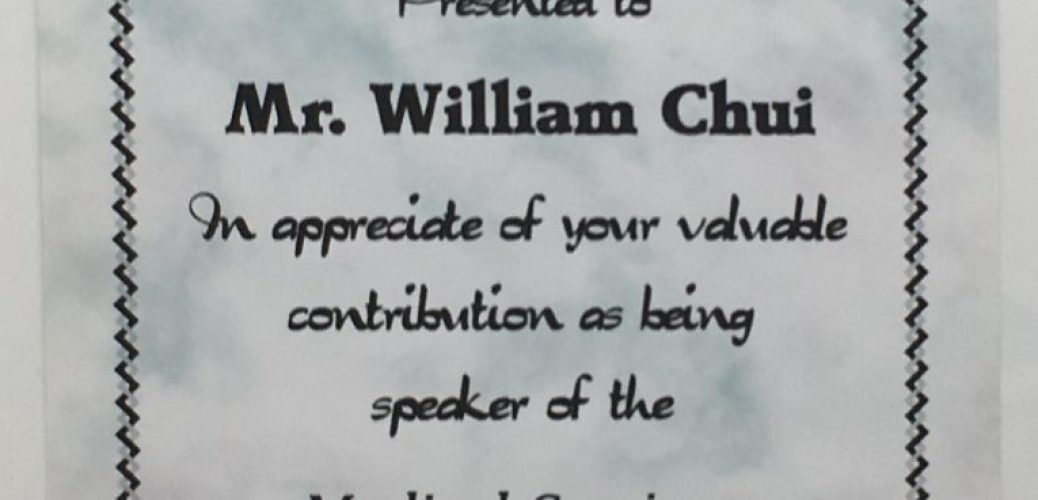 Presented to
Mr. William Chui
In appreciate of your valuable
contribution as being
speaker of the